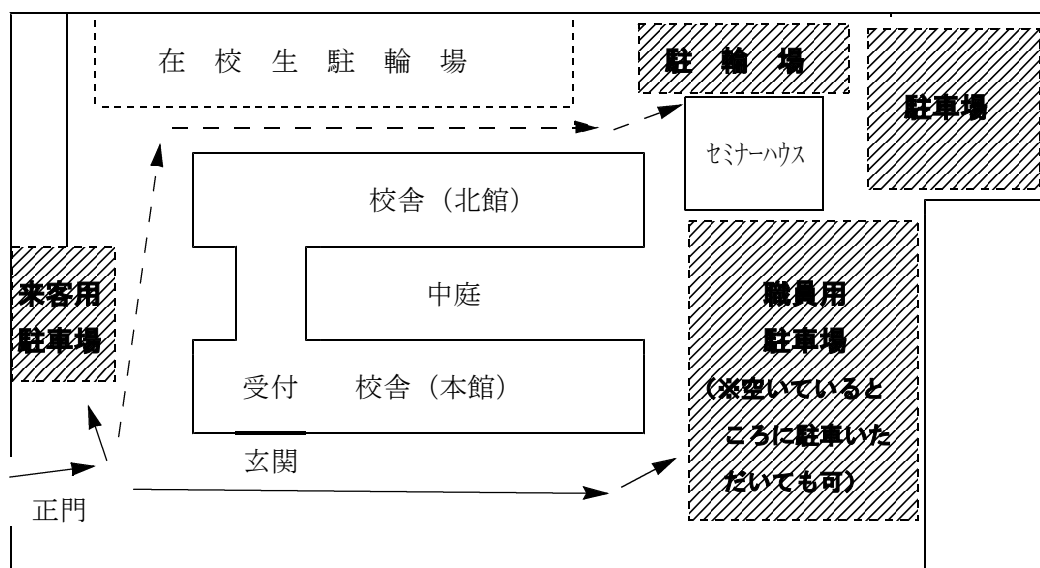 在校生駐輪場
駐輪場
駐車場
セミナーハウス
校舎（北館）
来客用
駐車場
中庭
職員用
駐車場
（※空いていると
ころに駐車いた
だいても可）
受付
校舎（本館）
玄関
正門